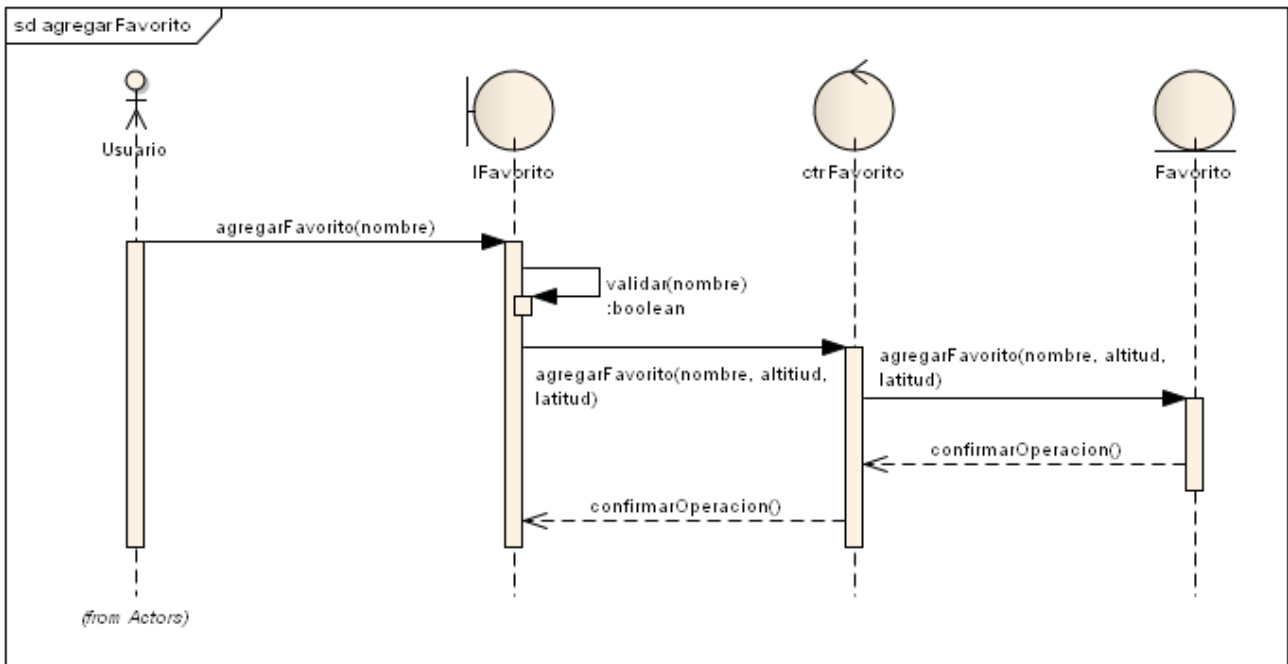 sd agregarFavorito
Usuario
IFavorito
ctrFavorito
Favorito
agregarFavorito(nombre)
validar(nombre)
:boolean
agregarFavorito(nombre, altitiud,
latitud)
agregarFavorito(nombre, altitud,
latitud)
confirmarOperacion()
confirmarOperacion()
(from Actors)